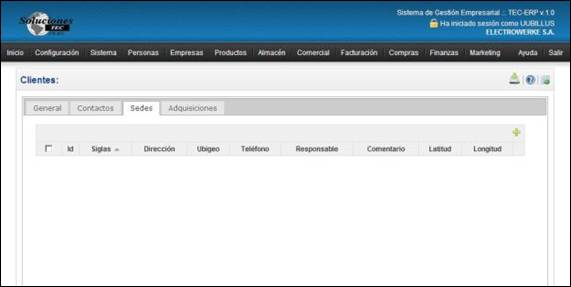 Soluciones
TEC
Sistema de Gestión Empresarial .:: TEC-ERP v.1.0
Ha iniciado sesión como UUBILLUS
ELECTROWERKE S.A.
Inicio Configuración Sistema Personas Empresas Productos Almacén Comercial Facturación Compras Finanzas Marketing Ayuda Salir
Clientes:
General Contactos Sedes Adquisiciones
Id Siglas Dirección Ubigeo Teléfono Responsable Comentario Latitud Longitud